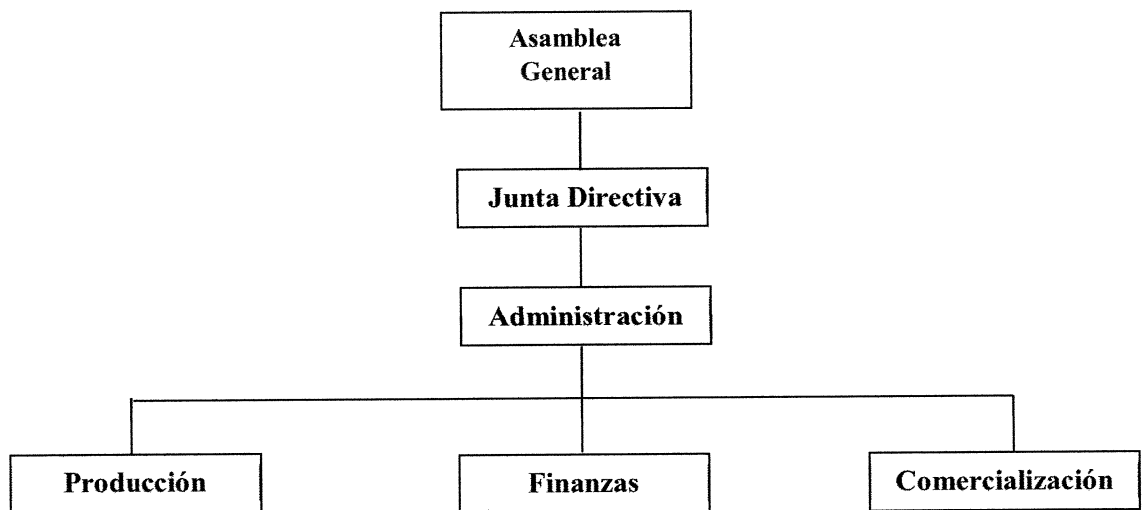 Asamblea
General
Junta Directiva
Administración
Producción
Finanzas
Comercialización